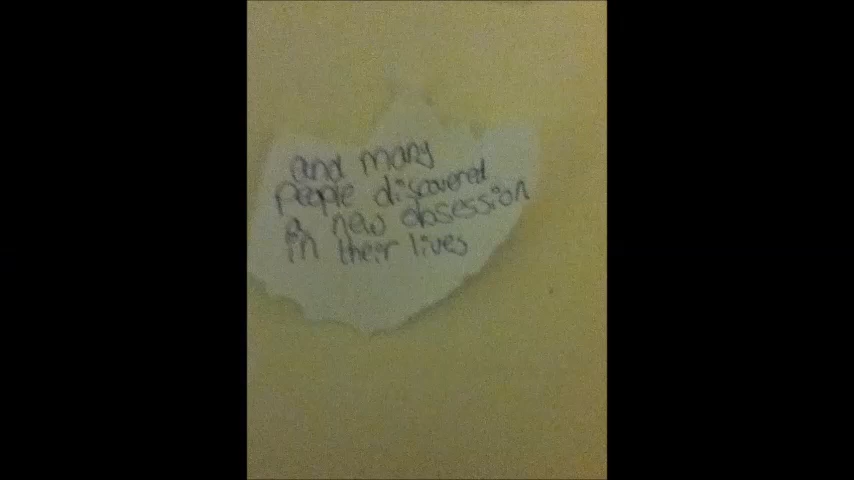 and many
people discovered
a new obsession
in their lives